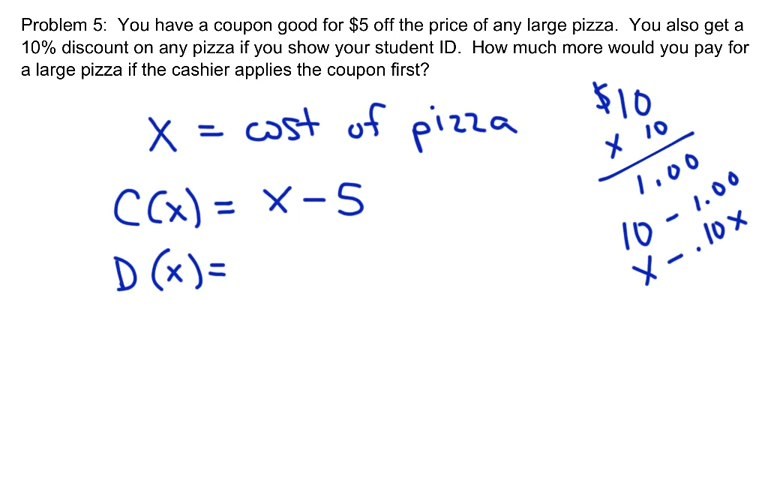 Problem 5: You have a coupon good for $5 off the price of any large pizza. You also get a
10% discount on any pizza if you show your student ID. How much more would you pay for
a large pizza if the cashier applies the coupon first?
x = cost of pizza
C(x) = x - 5
D(x) =
$10
x 10
1.00
10 - 1.00
x - .10x